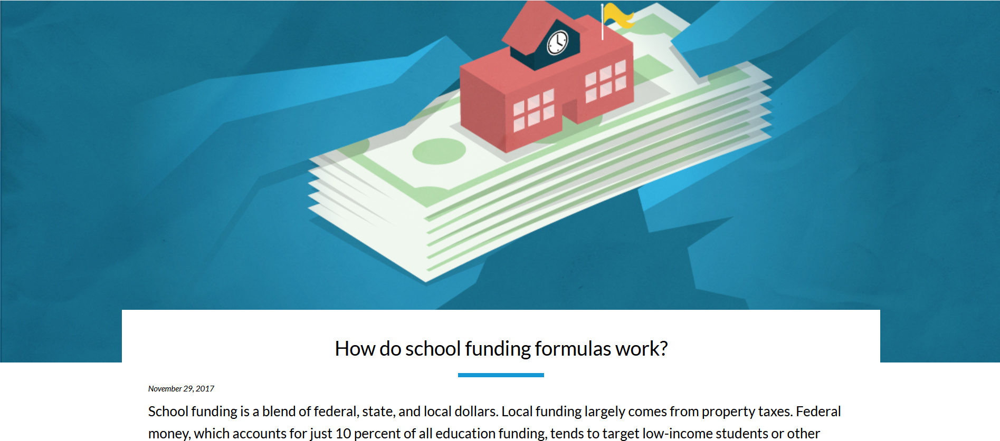 How do school funding formulas work?
November 29, 2017
School funding is a blend of federal, state, and local dollars. Local funding largely comes from property taxes. Federal
money, which accounts for just 10 percent of all education funding, tends to target low-income students or other